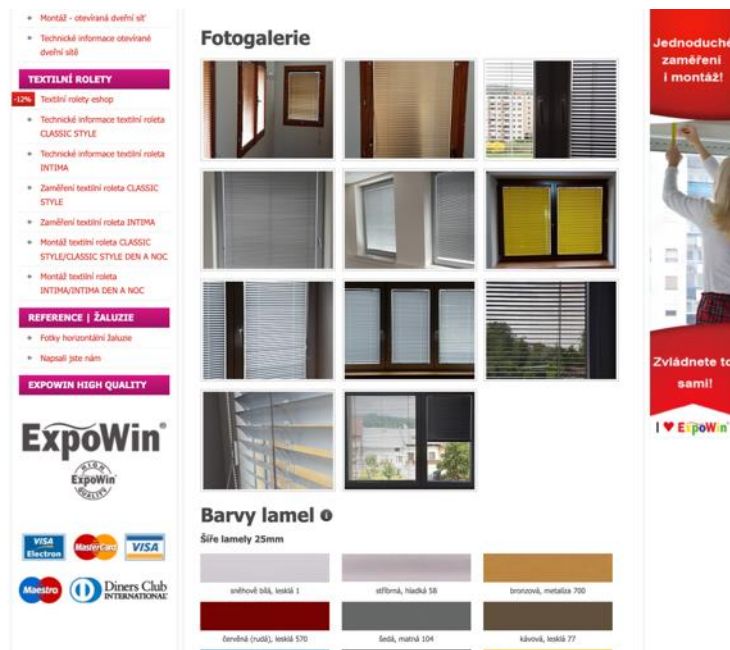 Montáž - otevíraná dveřní síť
Technické informace otevírané
dveřní sítě
TEXTILNÍ ROLETY
-12%
Textilní rolety eshop
Technické informace textilní roleta
CLASSIC STYLE
Technické informace textilní roleta
INTIMA
Zaměření textilní roleta CLASSIC
STYLE
Zaměření textilní roleta INTIMA
Montáž textilní roleta CLASSIC
STYLE/CLASSIC STYLE DEN A NOC
Montáž textilní roleta
INTIMA/INTIMA DEN A NOC
REFERENCE | ŽALUZIE
Fotky horizontální žaluzie
Napsali jste nám
EXPOWIN HIGH QUALITY
ExpoWin®
HIGH
ExpoWin
QUALITY
VISA
Electron
MasterCard
VISA
Maestro
Diners Club
INTERNATIONAL
Fotogalerie
Barvy lamel
Šíře lamely 25mm
sněhově bílá, lesklá 1
stříbrná, hladká 58
bronzová, metalíza 700
červená (rudá), lesklá 570
šedá, matná 104
kávová, lesklá 77
Jednoduché
zaměření
i montáž!
Zvládnete to
sami!
I ♥ ExpoWin®